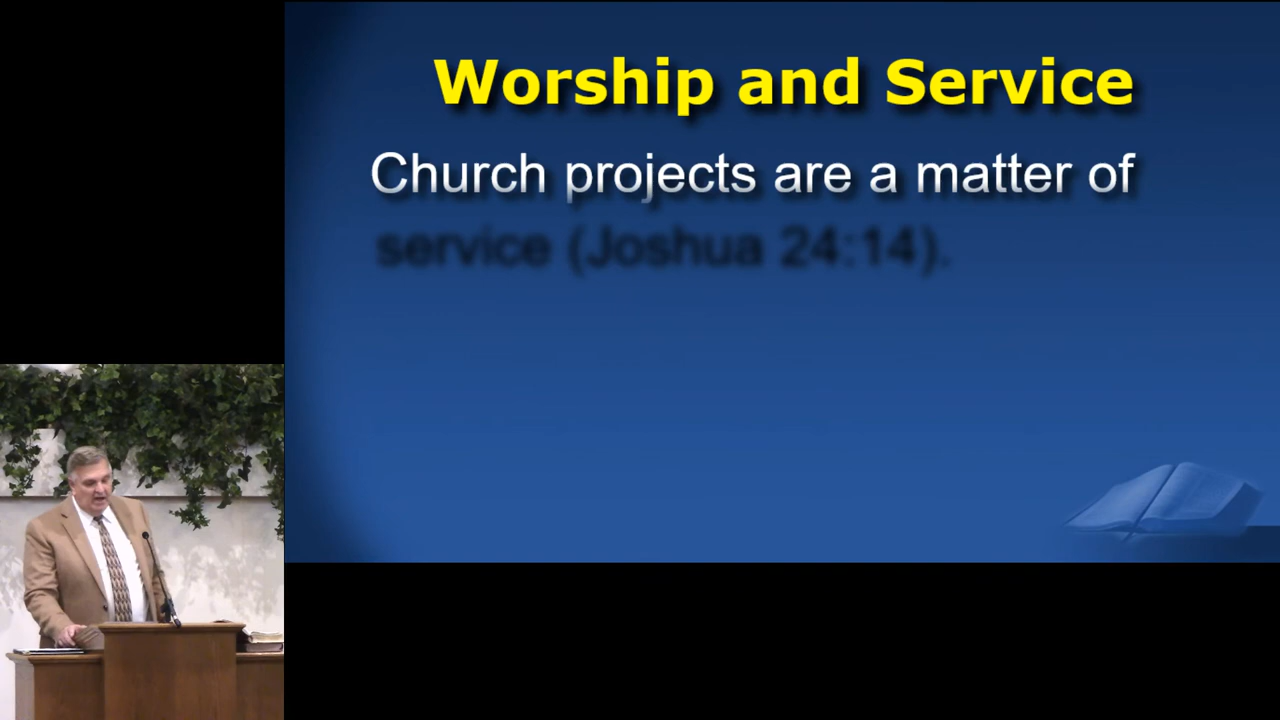 Worship and Service
Church projects are a matter of
service (Joshua 24:14).